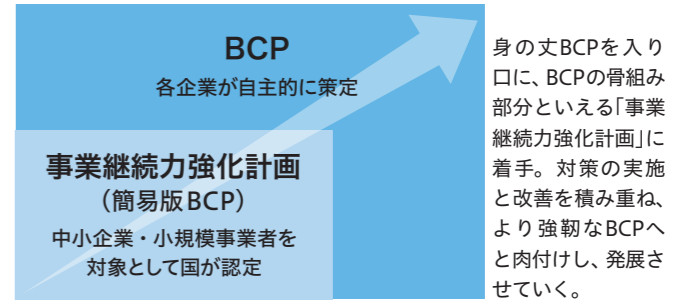 BCP
各企業が自主的に策定
事業継続力強化計画
（簡易版BCP）
中小企業・小規模事業者を
対象として国が認定
身の丈BCPを入り
口に、BCPの骨組み
部分といえる「事業
継続力強化計画」に
着手。対策の実施
と改善を積み重ね、
より強靭なBCPへ
と肉付けし、発展さ
せていく。